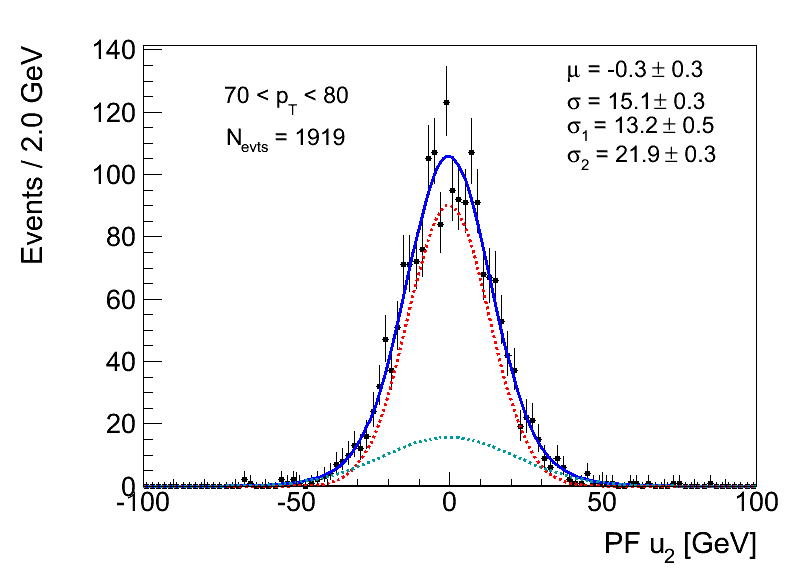 Events / 2.0 GeV
140
120
100
80
60
40
20
0
70 < p_T < 80
N_evts = 1919
μ = -0.3 ± 0.3
σ = 15.1 ± 0.3
σ_1 = 13.2 ± 0.5
σ_2 = 21.9 ± 0.3
-100 -50 0 50 100
PF u_2 [GeV]